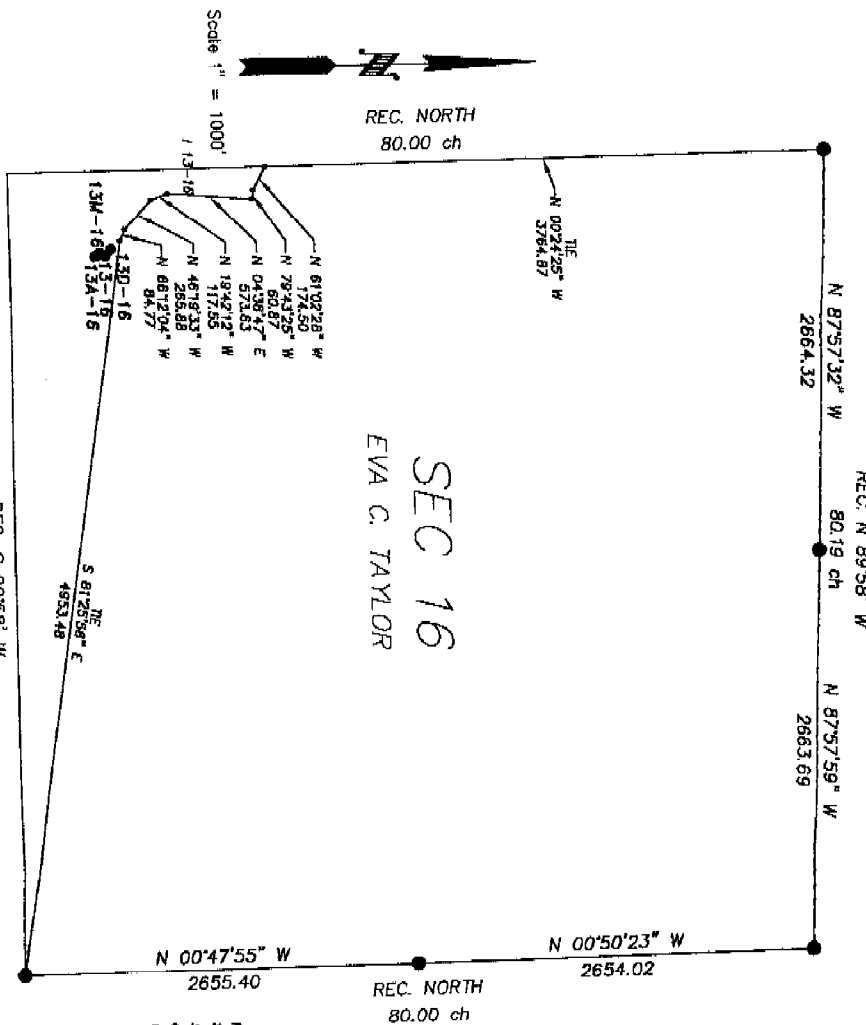 Scale 1" = 1000'
REC. NORTH
80.00 ch
TIE
N 00°24'25" W
3764.87
N 87°57'32" W
2664.32
80.19 ch
N 87°57'59" W
2663.69
N 61°02'28" W
174.50
N 79°43'25" W
60.87
N 04°38'47" E
573.63
N 19°42'12" W
117.55
N 46°19'33" W
265.88
N 66°12'04" W
84.77
13-16
13M-16
13-16
13A-16
13D-16
SEC 16
EVA C. TAYLOR
TIE
S 81°25'58" E
4953.48
N 00°47'55" W
2655.40
N 00°50'23" W
2654.02
REC. NORTH
80.00 ch